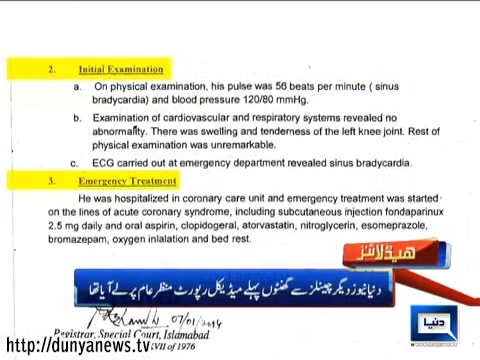 2. Initial Examination
a. On physical examination, his pulse was 56 beats per minute ( sinus
bradycardia) and blood pressure 120/80 mmHg.
b. Examination of cardiovascular and respiratory systems revealed no
abnormality. There was swelling and tenderness of the left knee joint. Rest of
physical examination was unremarkable.
c. ECG carried out at emergency department revealed sinus bradycardia.
3. Emergency Treatment
He was hospitalized in coronary care unit and emergency treatment was started
on the lines of acute coronary syndrome, including subcutaneous injection fondaparinux
2.5 mg daily and oral aspirin, clopidogeral, atorvastatin, nitroglycerin, esomeprazole,
bromazepam, oxygen inlalation and bed rest.
ہیڈلائنز
دنیا نیوز دیگر چینلز سے گھنٹوں پہلے میڈیکل رپورٹ منظر عام پر لے آیا تھا
07/01/2014
دنیا
Registrar, Special Court, Islamabad
XVII of 1976
http://dunyanews.tv